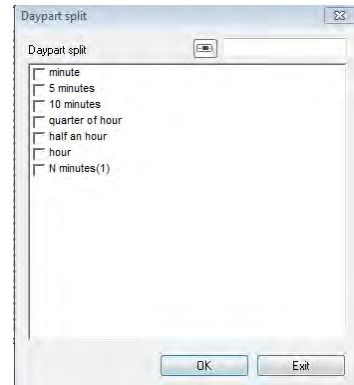 Daypart split
Daypart split
minute
5 minutes
10 minutes
quarter of hour
half an hour
hour
N minutes(1)
OK Exit